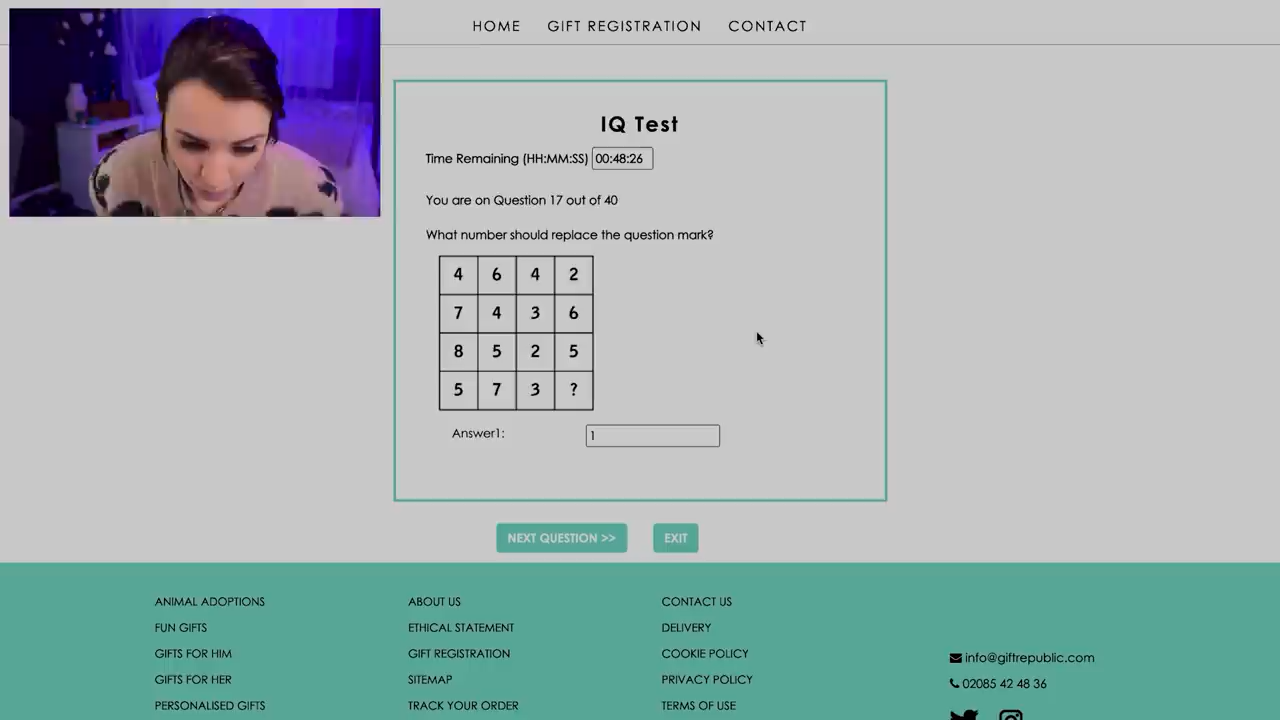 HOME GIFT REGISTRATION CONTACT
IQ Test
Time Remaining (HH:MM:SS) 00:48:26
You are on Question 17 out of 40
What number should replace the question mark?
4 6 4 2
7 4 3 6
8 5 2 5
5 7 3 ?
Answer1: 1
NEXT QUESTION >> EXIT
ANIMAL ADOPTIONS ABOUT US CONTACT US
FUN GIFTS ETHICAL STATEMENT DELIVERY
GIFTS FOR HIM GIFT REGISTRATION COOKIE POLICY info@giftrepublic.com
GIFTS FOR HER SITEMAP PRIVACY POLICY 02085 42 48 36
PERSONALISED GIFTS TRACK YOUR ORDER TERMS OF USE